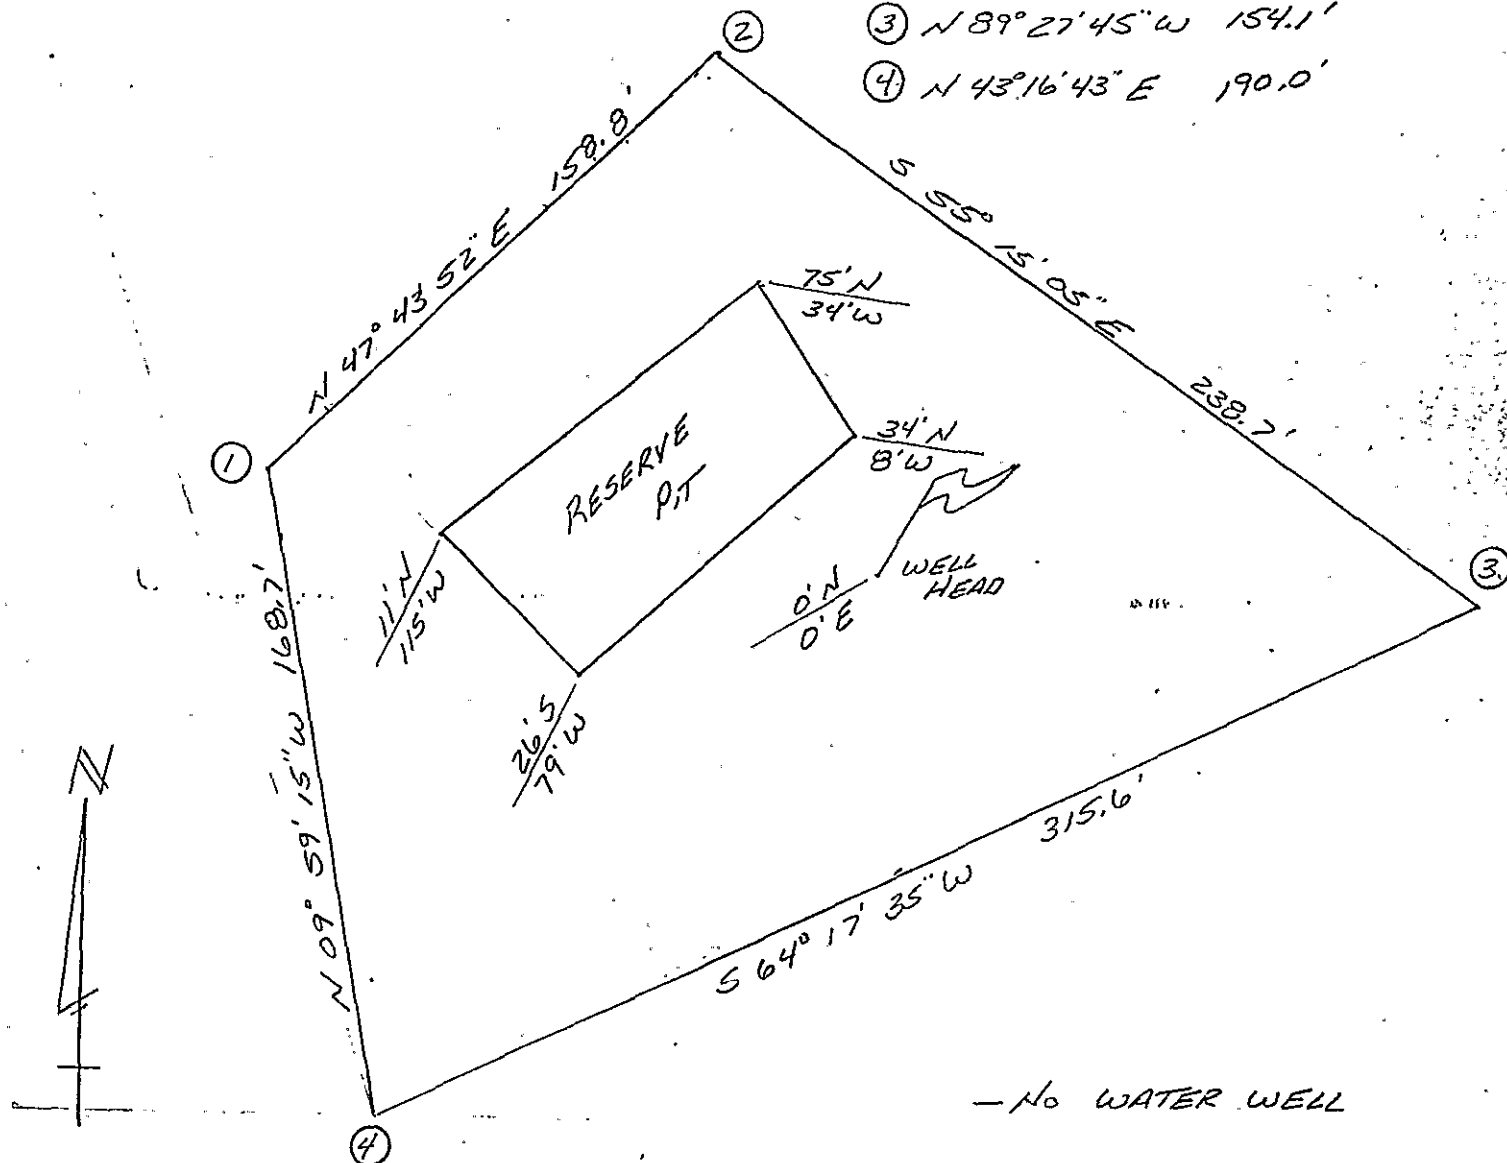 ③ N 89° 27' 45" W 154.1'
④ N 43° 16' 43" E 190.0'
②
N 47° 43' 52" E 158.8'
S 55° 15' 05" E 238.7'
75' N
34' W
①
RESERVE
PIT
34' N
8' W
WELL
HEAD
0' N
0' E
③
11' N
115' W
26' S
79' W
N 09° 59' 15" W 168.7'
N
315.6'
S 64° 17' 35" W
④
— No WATER WELL